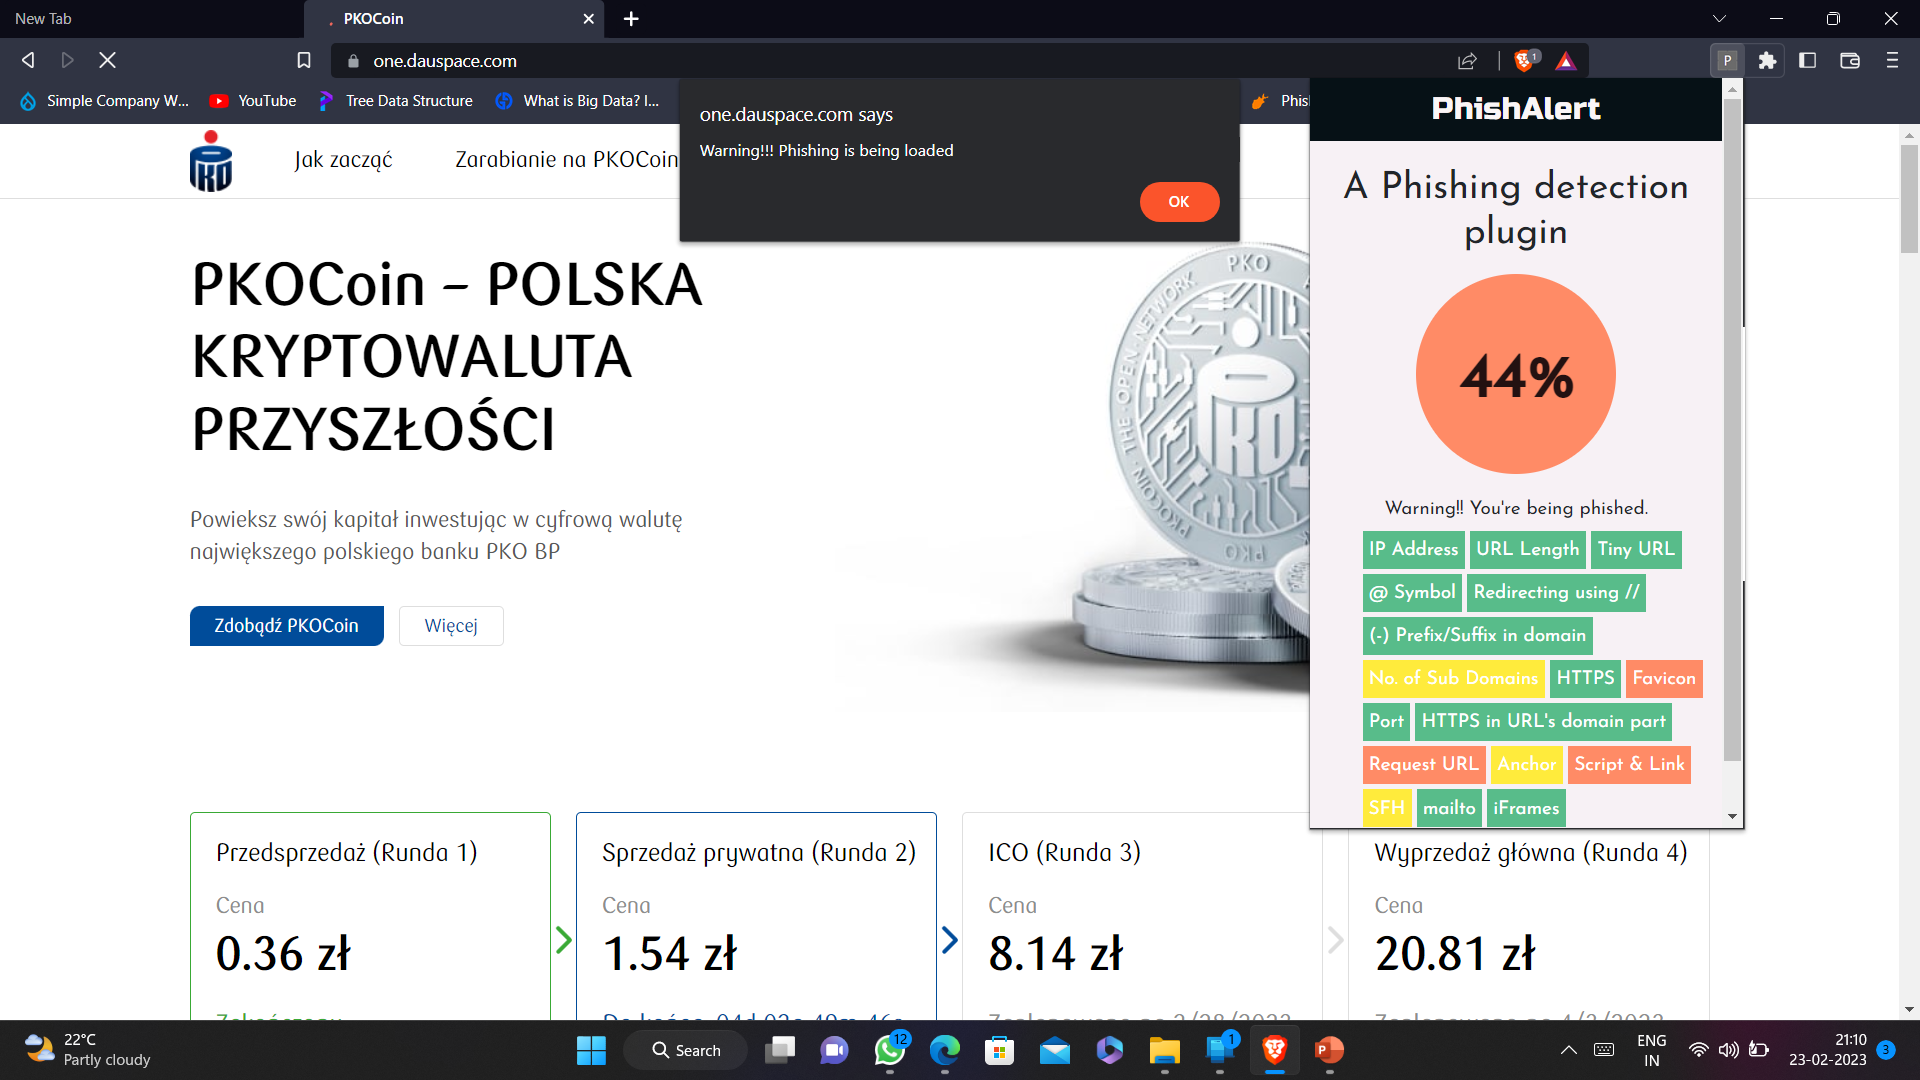 New Tab
PKOCoin
one.dauspace.com
1
P
Simple Company W...
YouTube
Tree Data Structure
What is Big Data? I...
one.dauspace.com says
Warning!!! Phishing is being loaded
OK
PhishAlert
A Phishing detection
plugin
44%
Warning!! You're being phished.
IP Address
URL Length
Tiny URL
@ Symbol
Redirecting using //
(-) Prefix/Suffix in domain
No. of Sub Domains
HTTPS
Favicon
Port
HTTPS in URL's domain part
Request URL
Anchor
Script & Link
SFH
mailto
iFrames
Jak zacząć
Zarabianie na PKOCoin
PKOCoin – POLSKA
KRYPTOWALUTA
PRZYSZŁOŚCI
Powieksz swój kapitał inwestując w cyfrową walutę
największego polskiego banku PKO BP
Zdobądź PKOCoin
Więcej
Przedsprzedaż (Runda 1)
Cena
0.36 zł
Sprzedaż prywatna (Runda 2)
Cena
1.54 zł
ICO (Runda 3)
Cena
8.14 zł
Wyprzedaż główna (Runda 4)
Cena
20.81 zł
22°C
Partly cloudy
Search
12
1
ENG
IN
21:10
23-02-2023
3